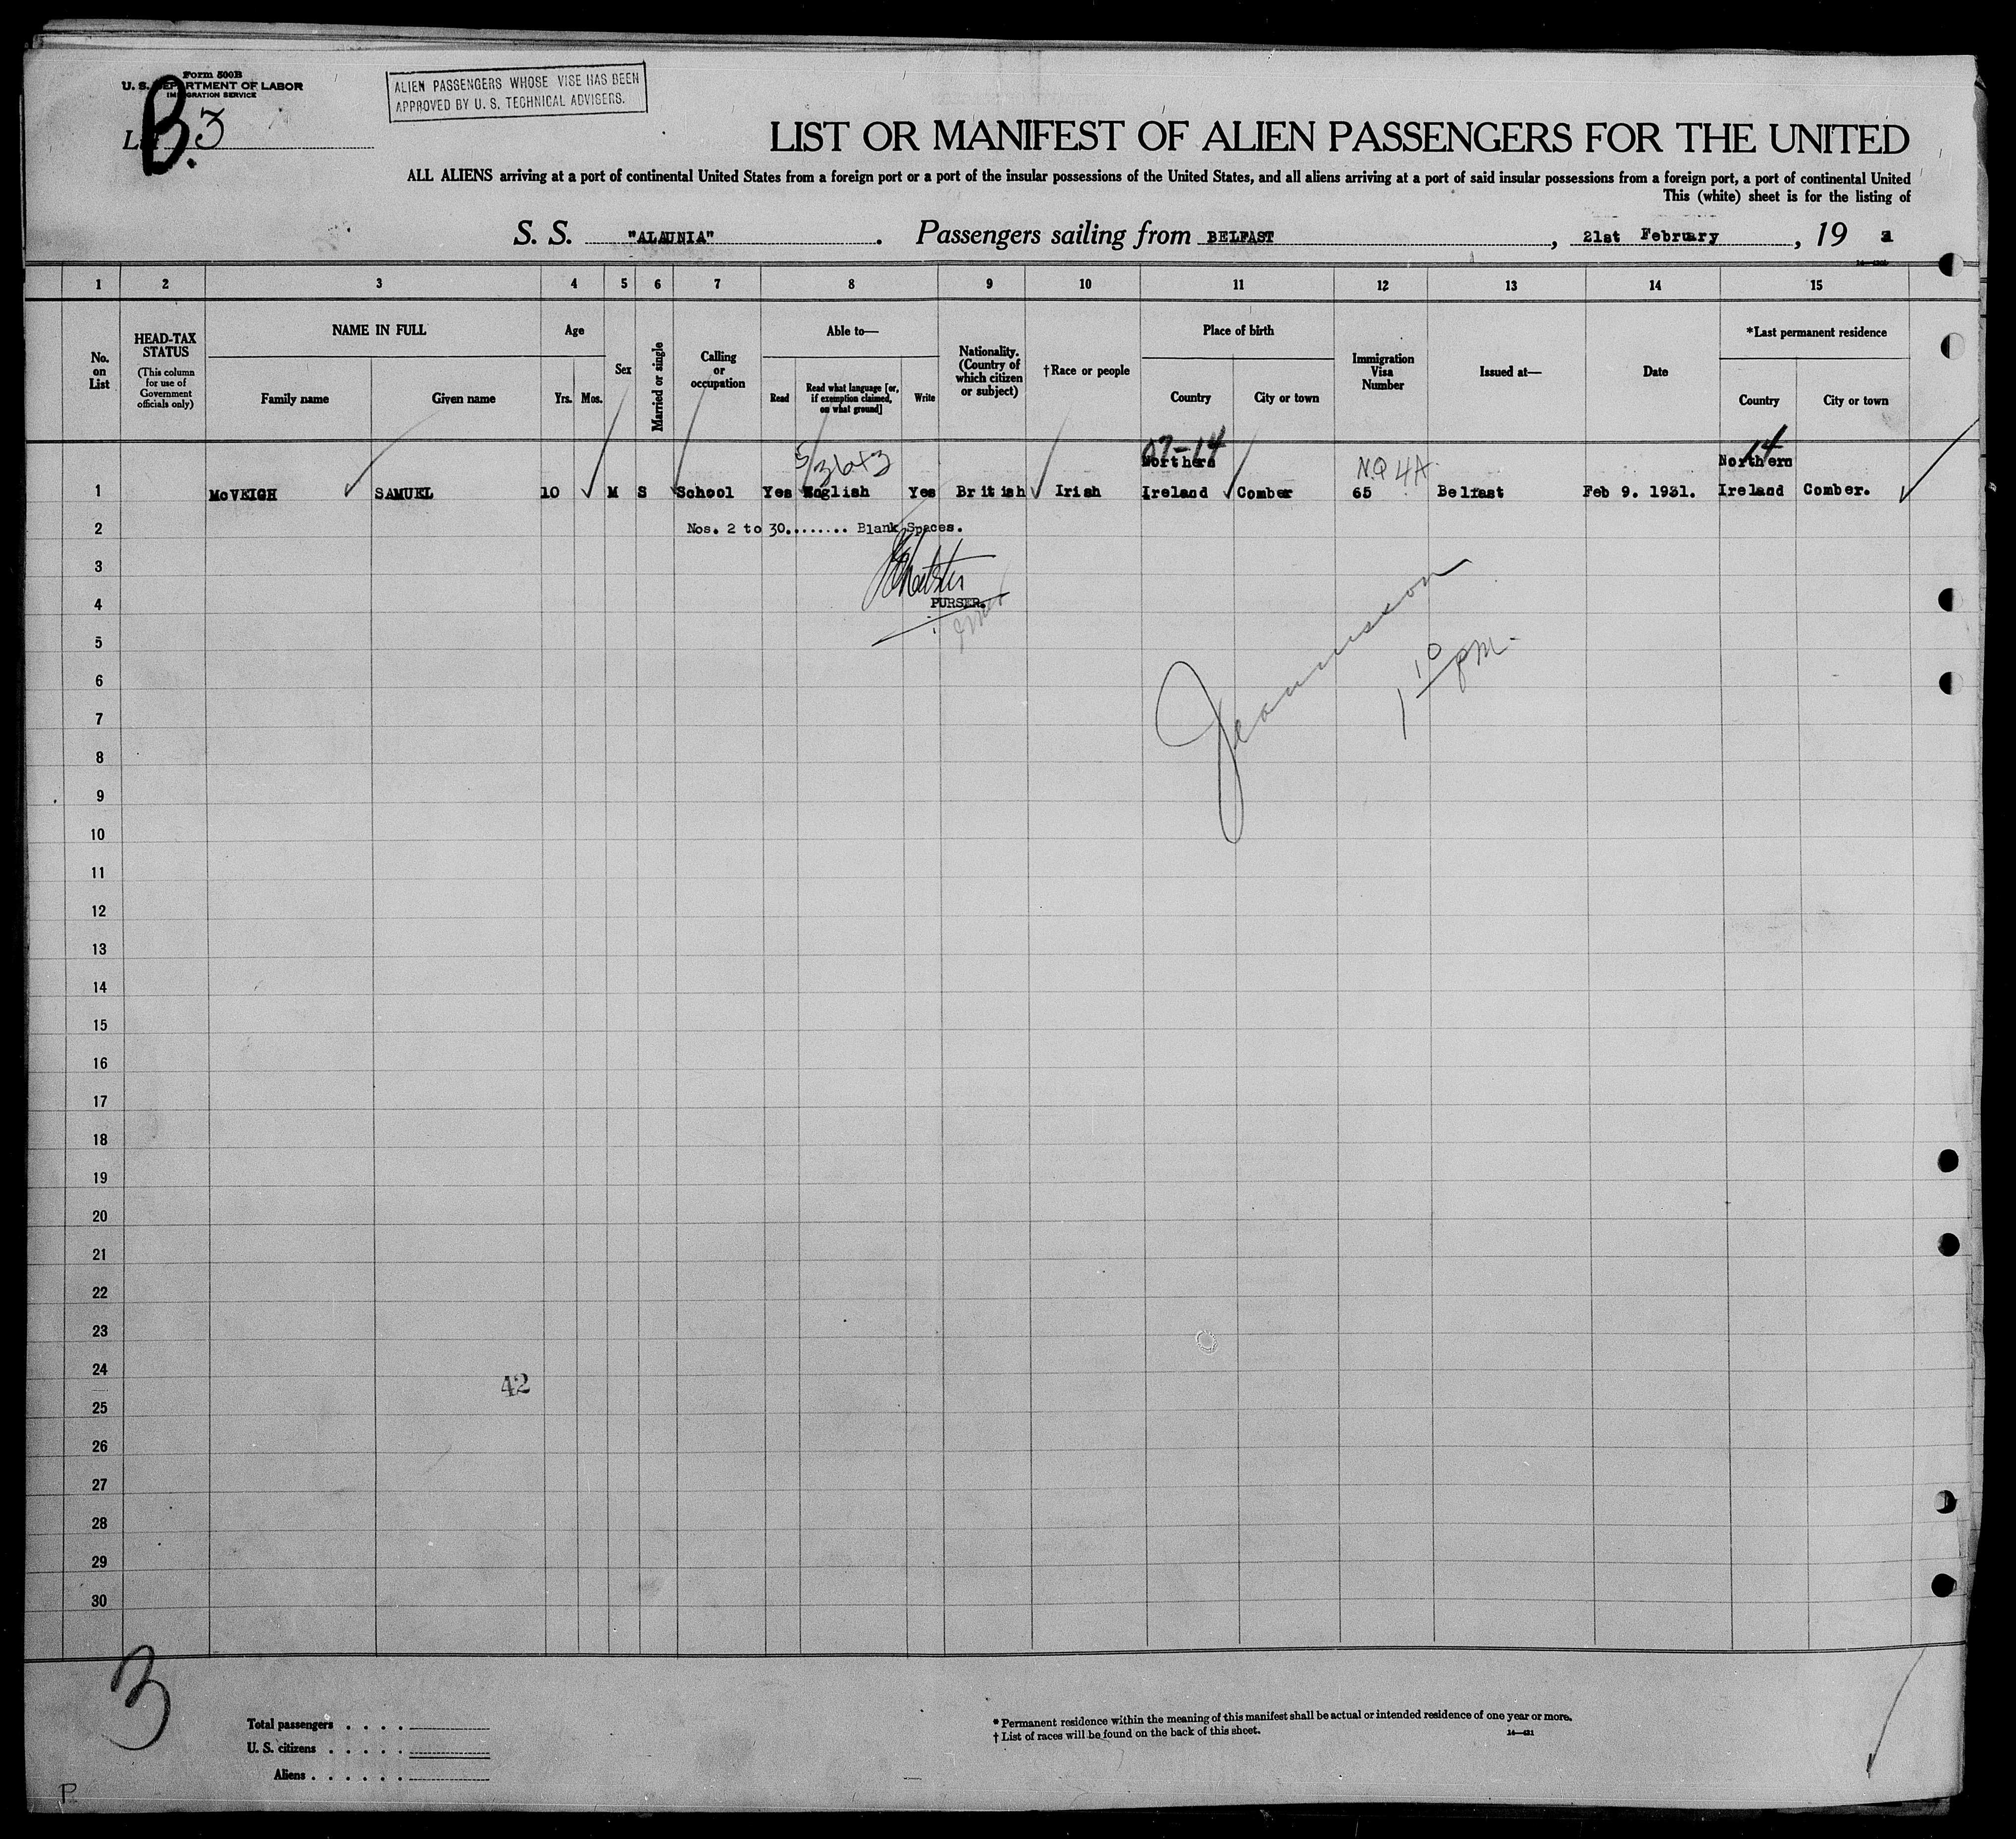 Form 500B
U. S. DEPARTMENT OF LABOR
IMMIGRATION SERVICE
ALIEN PASSENGERS WHOSE VISE HAS BEEN
APPROVED BY U. S. TECHNICAL ADVISERS.
List B. 3
LIST OR MANIFEST OF ALIEN PASSENGERS FOR THE UNITED
ALL ALIENS arriving at a port of continental United States from a foreign port or a port of the insular possessions of the United States, and all aliens arriving at a port of said insular possessions from a foreign port, a port of continental United
This (white) sheet is for the listing of
S. S. "ALAUNIA". Passengers sailing from BELFAST, 21st February, 19
1 2 3 4 5 6 7 8 9 10 11 12 13 14 15
No. on List
HEAD-TAX STATUS
(This column for use of Government officials only)
NAME IN FULL
Family name Given name
Age
Yrs. Mos.
Sex
Married or single
Calling or occupation
Able to—
Read
Read what language [or, if exemption claimed, on what ground]
Write
Nationality. (Country of which citizen or subject)
†Race or people
Place of birth
Country City or town
Immigration Visa Number
Issued at—
Date
*Last permanent residence
Country City or town
07-14 14
Northern NQ 4A Northern
1 McVEIGH SAMUEL 10 M S School Yes English Yes British Irish Ireland Comber 65 Belfast Feb 9. 1931. Ireland Comber.
2 Nos. 2 to 30........ Blank Spaces.
3
4 PURSER.
5
6 1 10 pm.
7
8
9
10
11
12
13
14
15
16
17
18
19
20
21
22
23
24
42
25
26
27
28
29
30
3
Total passengers . . . .
U. S. citizens . . . . .
Aliens . . . . . .
* Permanent residence within the meaning of this manifest shall be actual or intended residence of one year or more.
† List of races will be found on the back of this sheet.
P